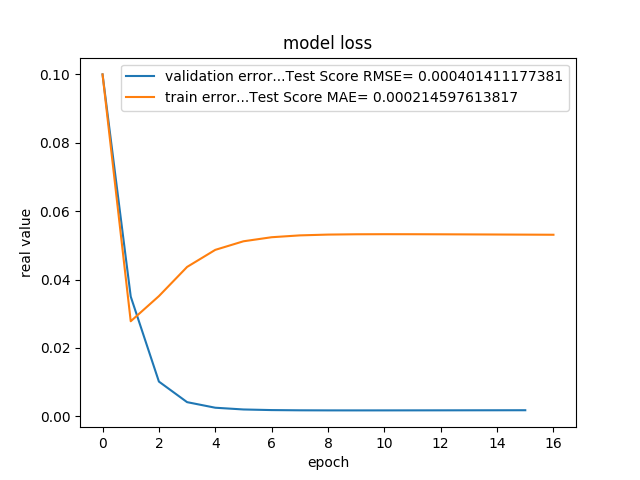 model loss
validation error...Test Score RMSE= 0.000401411177381
train error...Test Score MAE= 0.000214597613817
real value
0.10
0.08
0.06
0.04
0.02
0.00
0 2 4 6 8 10 12 14 16
epoch